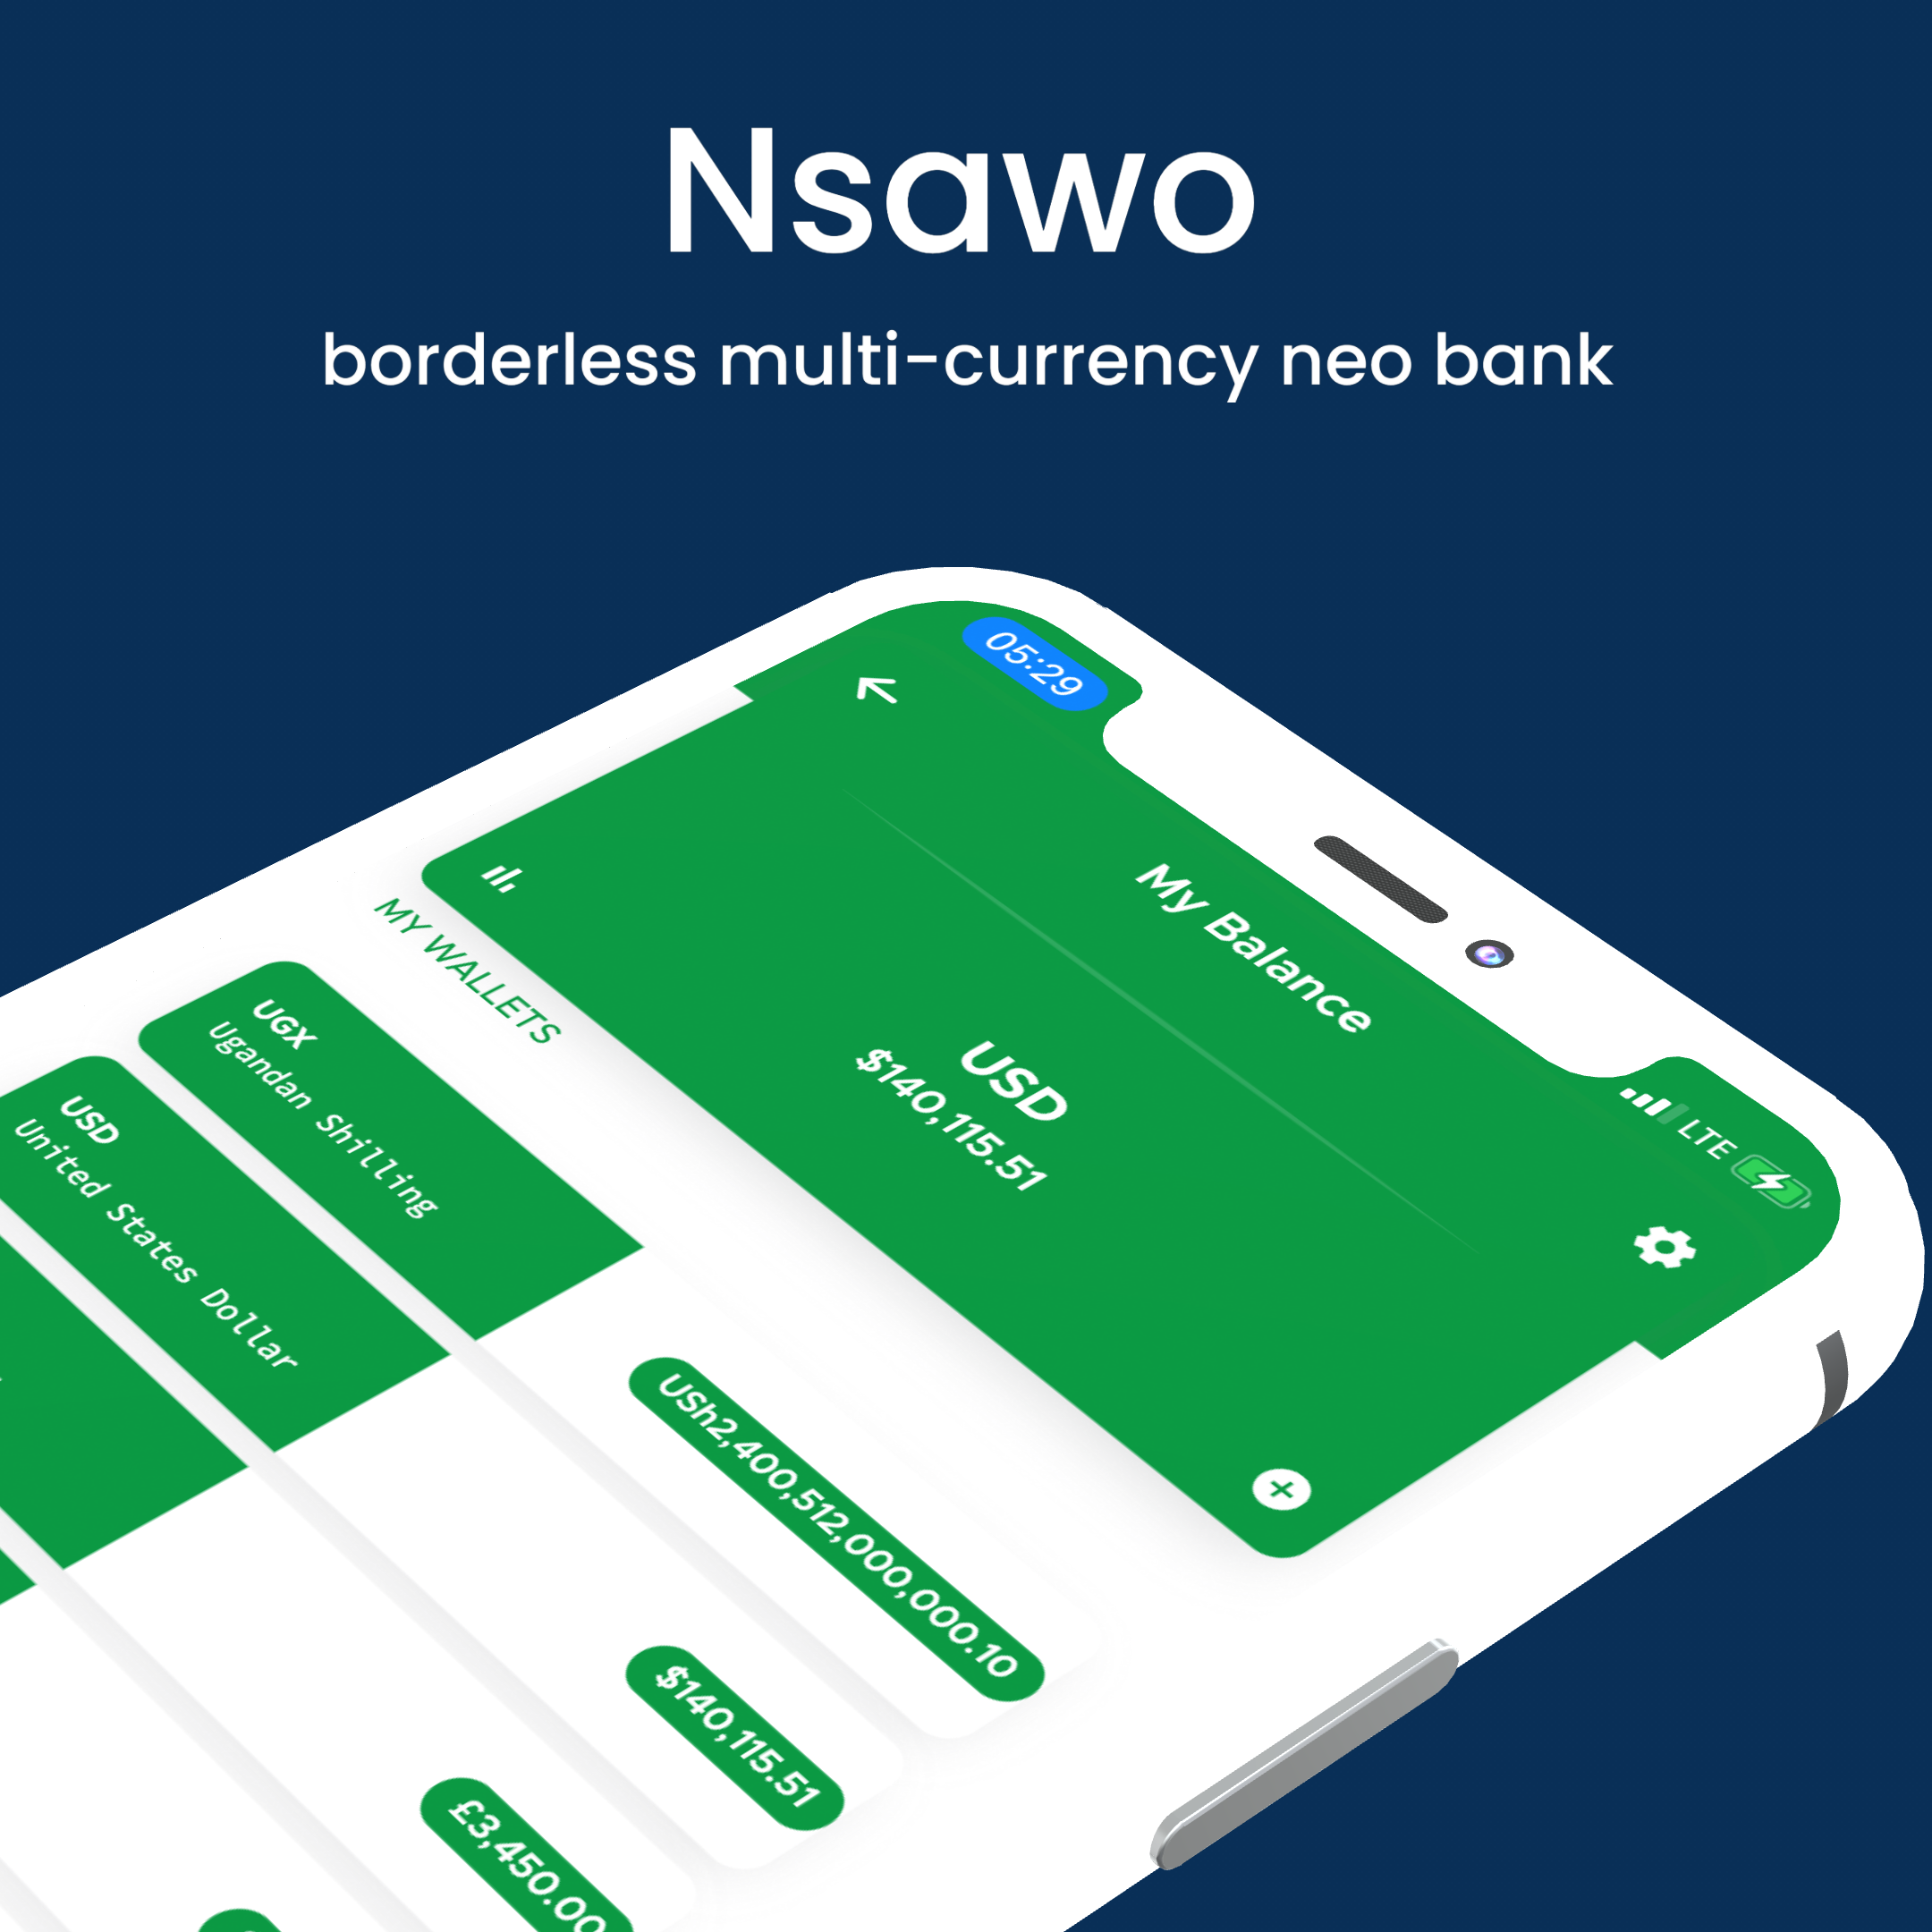 Nsawo
borderless multi-currency neo bank
05:29
LTE
My Balance
USD
$140,115.51
MY WALLETS
UGX
Ugandan Shilling
USh2,400,512,000,000.10
USD
United States Dollar
$140,115.51
£3,450.00